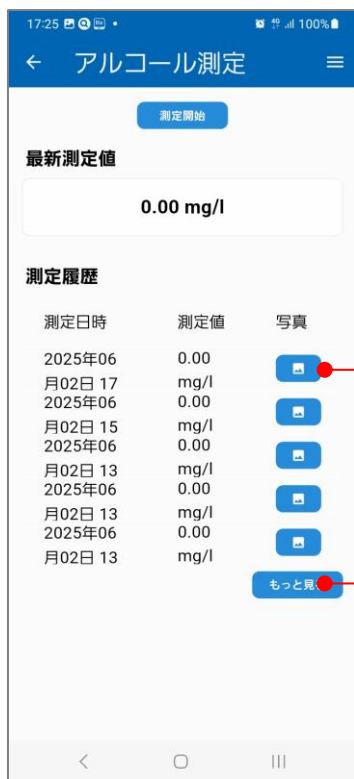 17:25
100%
アルコール測定
測定開始
最新測定値
0.00 mg/l
測定履歴
測定日時 測定値 写真
2025年06 0.00
月02日 17 mg/l
2025年06 0.00
月02日 15 mg/l
2025年06 0.00
月02日 13 mg/l
2025年06 0.00
月02日 13 mg/l
2025年06 0.00
月02日 13 mg/l
もっと見